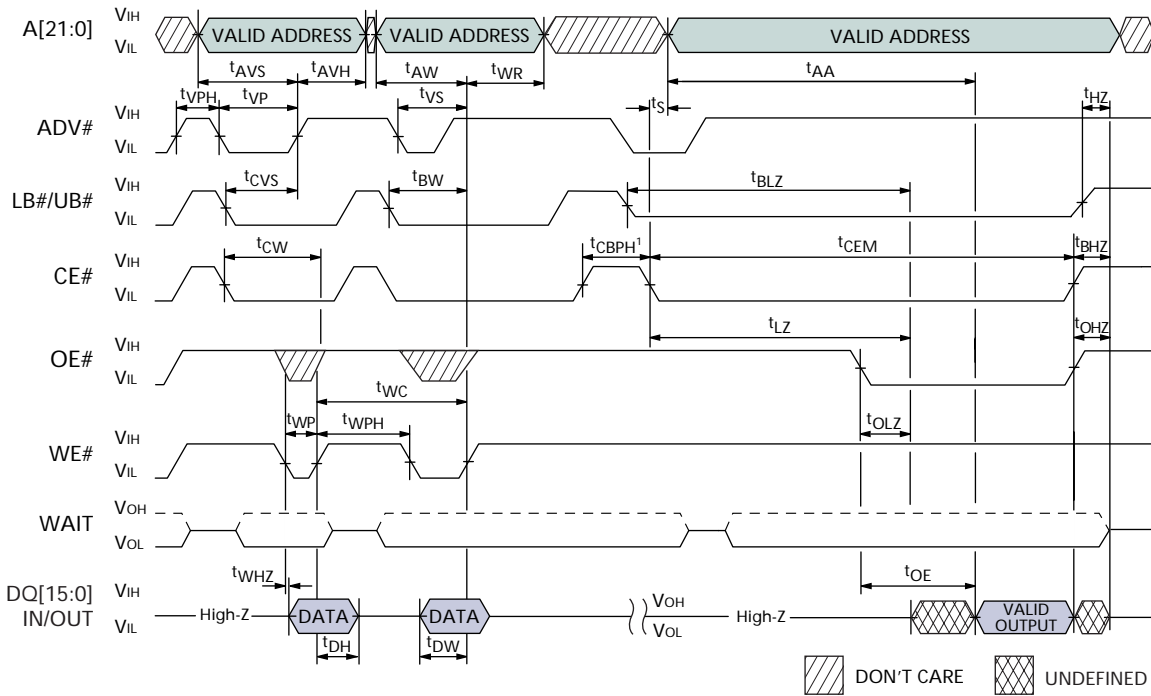 A[21:0]
VIH
VIL
VALID ADDRESS
VALID ADDRESS
VALID ADDRESS
tAVS
tAVH
tAW
tWR
tAA
tVPH
tVP
tVS
tS
tHZ
ADV#
VIH
VIL
tCVS
tBW
tBLZ
LB#/UB#
VIH
VIL
tCW
tCBPH1
tCEM
tBHZ
CE#
VIH
VIL
tLZ
tOHZ
OE#
VIH
VIL
tWC
tWP
tWPH
tOLZ
WE#
VIH
VIL
WAIT
VOH
VOL
tWHZ
tOE
DQ[15:0]
IN/OUT
VIH
VIL
High-Z
DATA
DATA
VOH
VOL
High-Z
VALID
OUTPUT
tDH
tDW
DON'T CARE
UNDEFINED